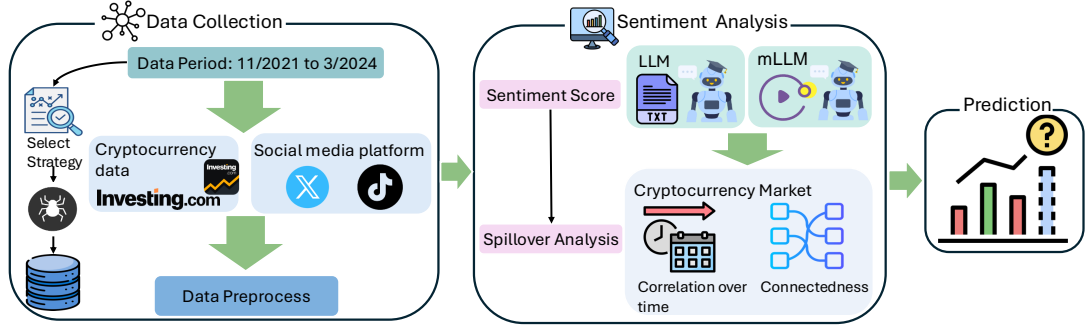 Data Collection
Data Period: 11/2021 to 3/2024
Select
Strategy
Cryptocurrency
data
Investing.com
Investing
.com
Social media platform
X
Data Preprocess
Sentiment Analysis
Sentiment Score
LLM
TXT
mLLM
Spillover Analysis
Cryptocurrency Market
Correlation over
time
Connectedness
Prediction
?